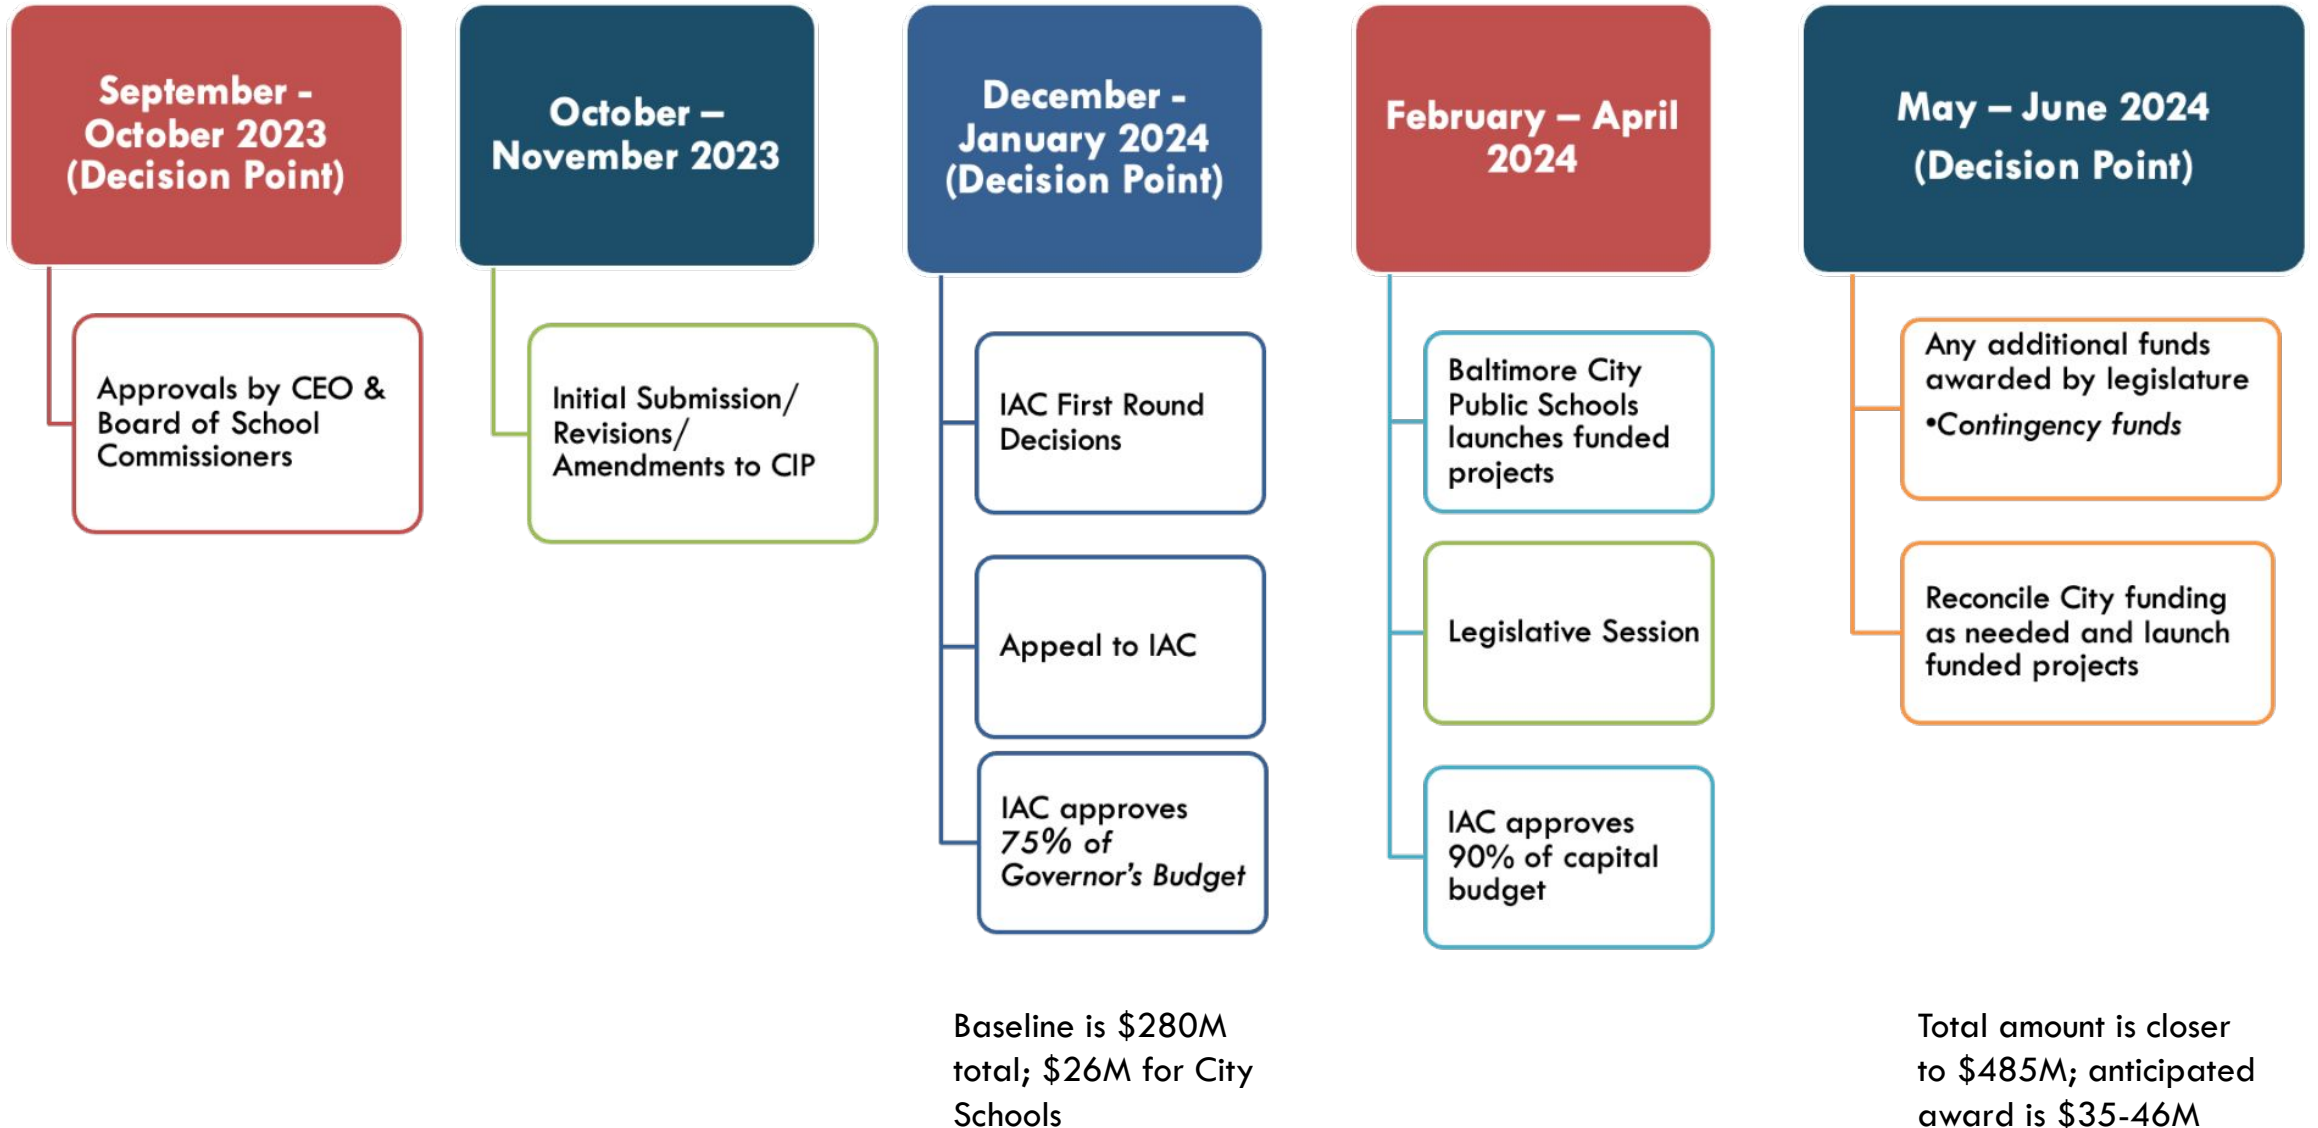 September -
October 2023
(Decision Point)
Approvals by CEO &
Board of School
Commissioners
October –
November 2023
Initial Submission/
Revisions/
Amendments to CIP
December -
January 2024
(Decision Point)
IAC First Round
Decisions
Appeal to IAC
IAC approves
75% of
Governor’s Budget
Baseline is $280M
total; $26M for City
Schools
February – April
2024
Baltimore City
Public Schools
launches funded
projects
Legislative Session
IAC approves
90% of capital
budget
May – June 2024
(Decision Point)
Any additional funds
awarded by legislature
•Contingency funds
Reconcile City funding
as needed and launch
funded projects
Total amount is closer
to $485M; anticipated
award is $35-46M